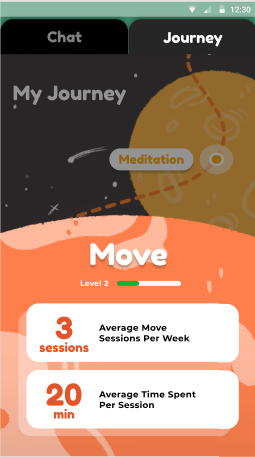 12:30
Chat
Journey
My Journey
Meditation
Move
Level 2
3
sessions
Average Move
Sessions Per Week
20
min
Average Time Spent
Per Session